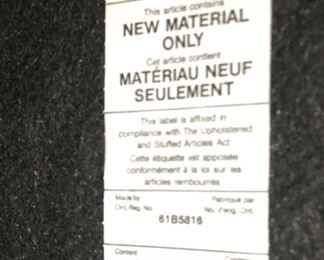 This article contains
NEW MATERIAL
ONLY
Cet article contient
MATÉRIAU NEUF
SEULEMENT
This label is affixed in
compliance with The Upholstered
and Stuffed Articles Act
Cette étiquette est apposée
conformément à la loi sur les
articles rembourrés
Made by Fabriqué par
Ont. Reg. No. No. d'eng. Ont.
61B5816
Content